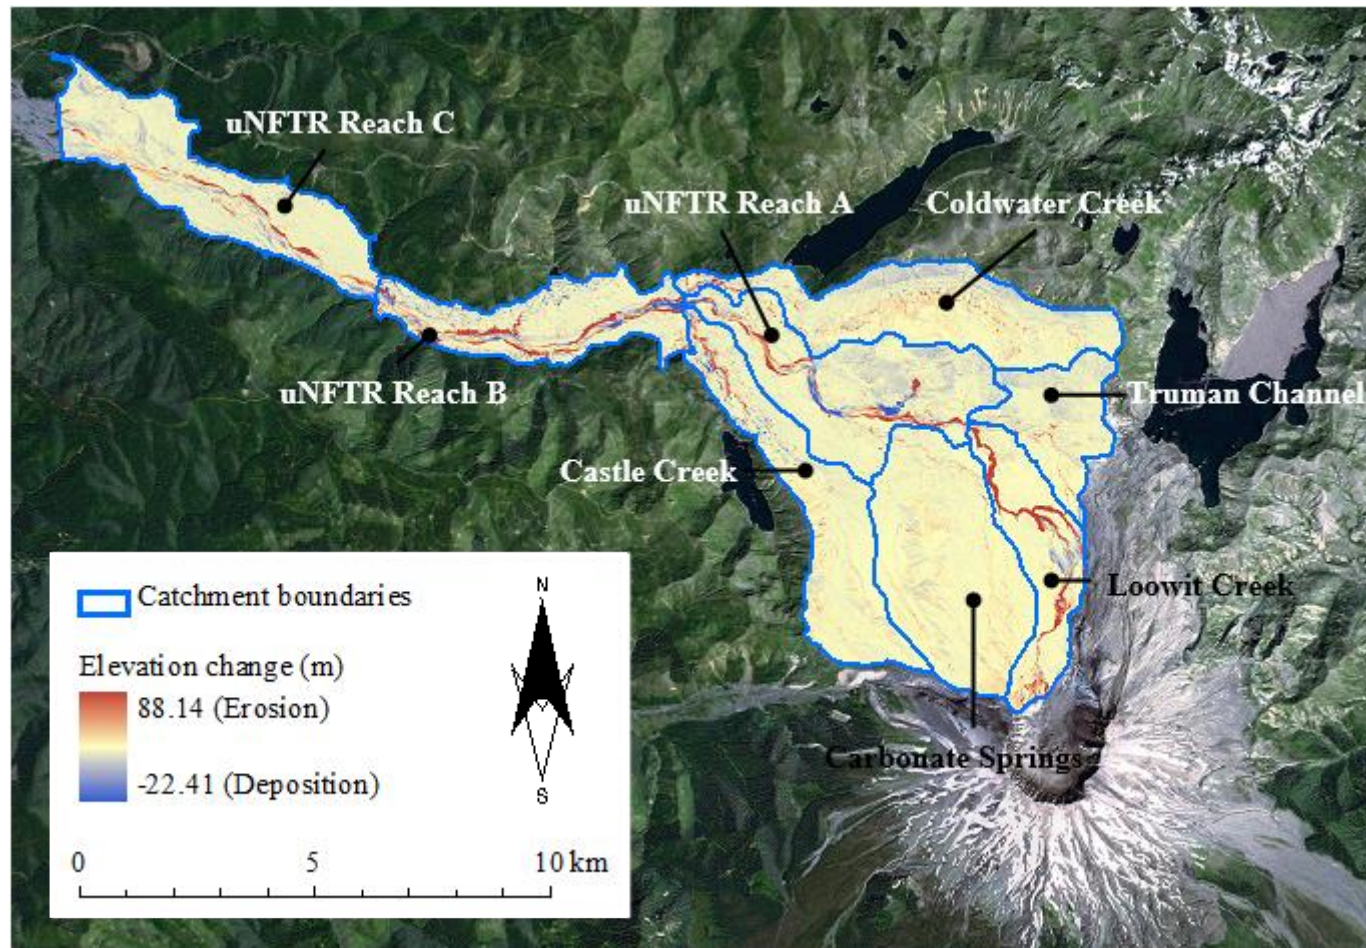 uNFTR Reach C
uNFTR Reach A
Coldwater Creek
uNFTR Reach B
Truman Channel
Castle Creek
Loowit Creek
Carbonate Springs
Catchment boundaries
Elevation change (m)
88.14 (Erosion)
-22.41 (Deposition)
N
S
0 5 10 km